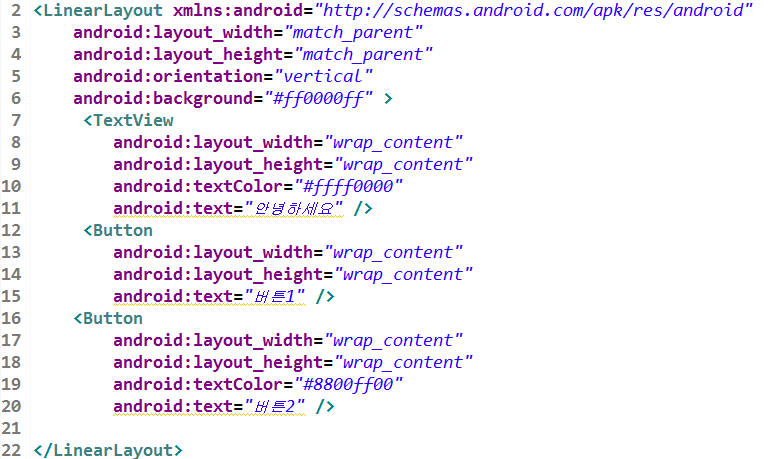 2 <LinearLayout xmlns:android="http://schemas.android.com/apk/res/android"
3     android:layout_width="match_parent"
4     android:layout_height="match_parent"
5     android:orientation="vertical"
6     android:background="#ff0000ff" >
7      <TextView
8         android:layout_width="wrap_content"
9         android:layout_height="wrap_content"
10         android:textColor="#ffff0000"
11         android:text="안녕하세요" />
12      <Button
13         android:layout_width="wrap_content"
14         android:layout_height="wrap_content"
15         android:text="버튼1" />
16     <Button
17         android:layout_width="wrap_content"
18         android:layout_height="wrap_content"
19         android:textColor="#8800ff00"
20         android:text="버튼2" />
21
22 </LinearLayout>